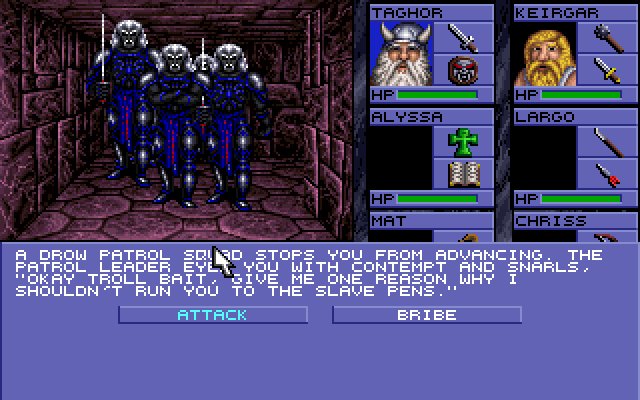 TAGHOR
KEIRGAR
HP
HP
ALYSSA
LARGO
HP
HP
MAT
CHRISS
A DROW PATROL SQUAD STOPS YOU FROM ADVANCING. THE
PATROL LEADER YOU WITH CONTEMPT AND SNARLS,
"OKAY TROLL BAIT, GIVE ME ONE REASON WHY I
SHOULDN'T RUN YOU TO THE SLAVE PENS."
ATTACK
BRIBE